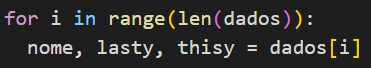 for i in range(len(dados)):
    nome, lasty, thisy = dados[i]